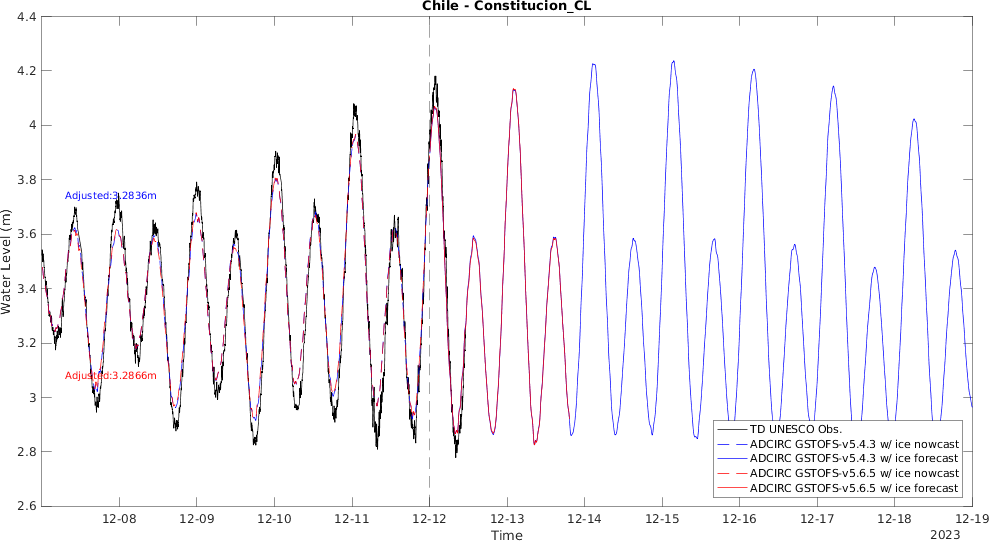 Chile - Constitucion_CL
4.4
4.2
4
3.8
3.6
3.4
3.2
3
2.8
2.6
Water Level (m)
Adjusted:3.2836m
Adjusted:3.2866m
TD UNESCO Obs.
ADCIRC GSTOFS-v5.4.3 w/ ice nowcast
ADCIRC GSTOFS-v5.4.3 w/ ice forecast
ADCIRC GSTOFS-v5.6.5 w/ ice nowcast
ADCIRC GSTOFS-v5.6.5 w/ ice forecast
12-08 12-09 12-10 12-11 12-12 12-13 12-14 12-15 12-16 12-17 12-18 12-19
Time
2023